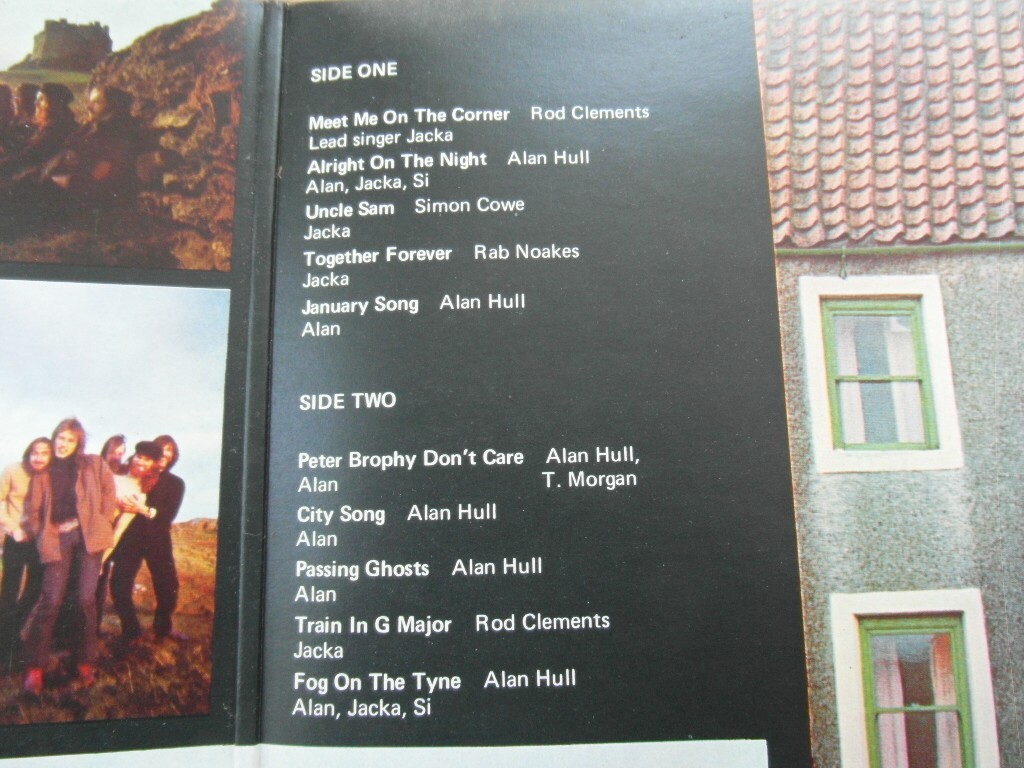 SIDE ONE
Meet Me On The Corner Rod Clements
Lead singer Jacka
Alright On The Night Alan Hull
Alan, Jacka, Si
Uncle Sam Simon Cowe
Jacka
Together Forever Rab Noakes
Jacka
January Song Alan Hull
Alan
SIDE TWO
Peter Brophy Don't Care Alan Hull,
Alan T. Morgan
City Song Alan Hull
Alan
Passing Ghosts Alan Hull
Alan
Train In G Major Rod Clements
Jacka
Fog On The Tyne Alan Hull
Alan, Jacka, Si